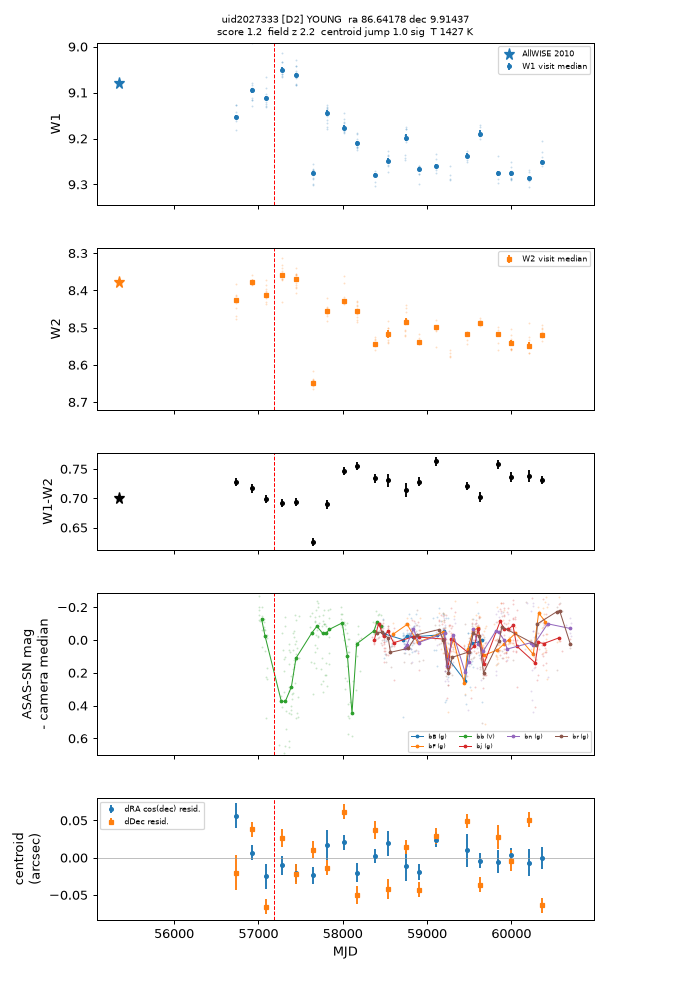 uid2027333 [D2] YOUNG ra 86.64178 dec 9.91437
score 1.2 field z 2.2 centroid jump 1.0 sig T 1427 K
9.0
9.1
9.2
9.3
W1
AllWISE 2010
W1 visit median
8.3
8.4
8.5
8.6
8.7
W2
W2 visit median
0.75
0.70
0.65
W1-W2
−0.2
0.0
0.2
0.4
0.6
ASAS-SN mag
- camera median
bB (g)
bF (g)
bb (V)
bj (g)
bn (g)
br (g)
0.05
0.00
−0.05
centroid
(arcsec)
dRA cos(dec) resid.
dDec resid.
56000
57000
58000
59000
60000
MJD